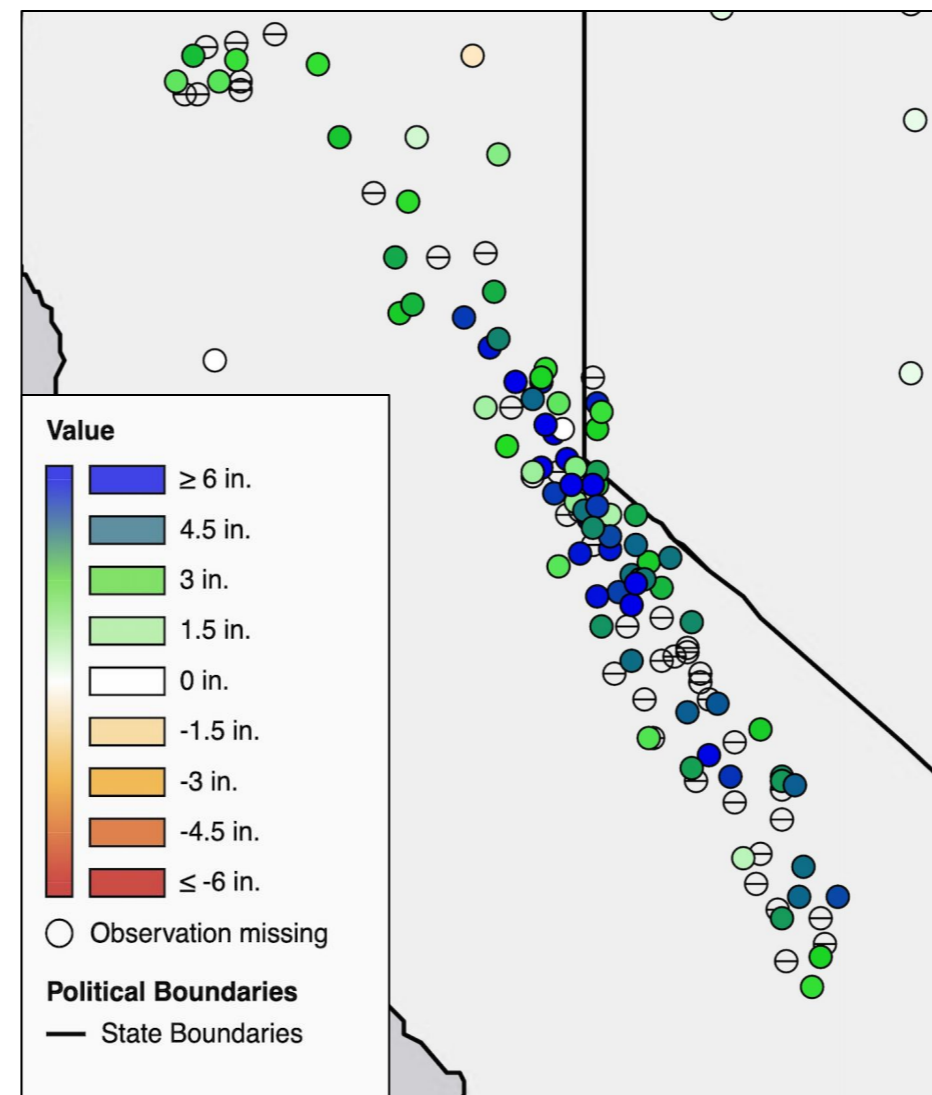 Value
≥ 6 in.
4.5 in.
3 in.
1.5 in.
0 in.
-1.5 in.
-3 in.
-4.5 in.
≤ -6 in.
Observation missing
Political Boundaries
State Boundaries